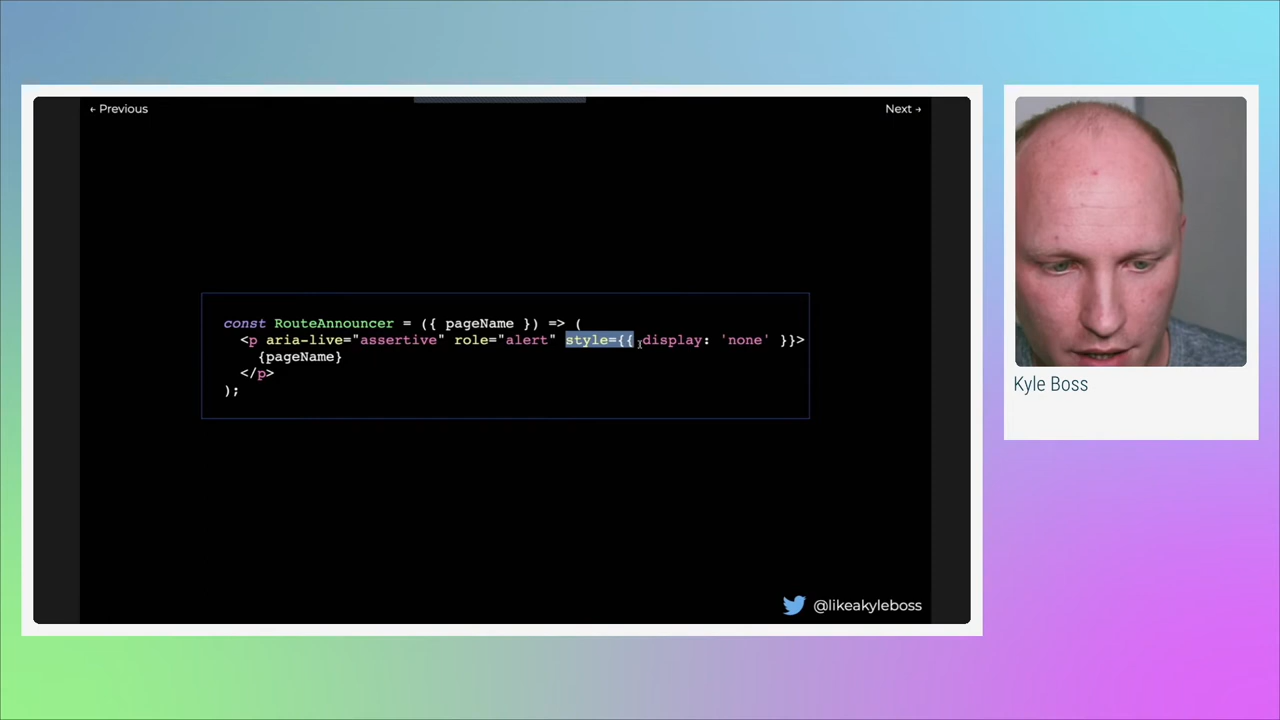 ← Previous
Next →
const RouteAnnouncer = ({ pageName }) => (
<p aria-live="assertive" role="alert" style={{ display: 'none' }}>
{pageName}
</p>
);
@likeakyleboss
Kyle Boss